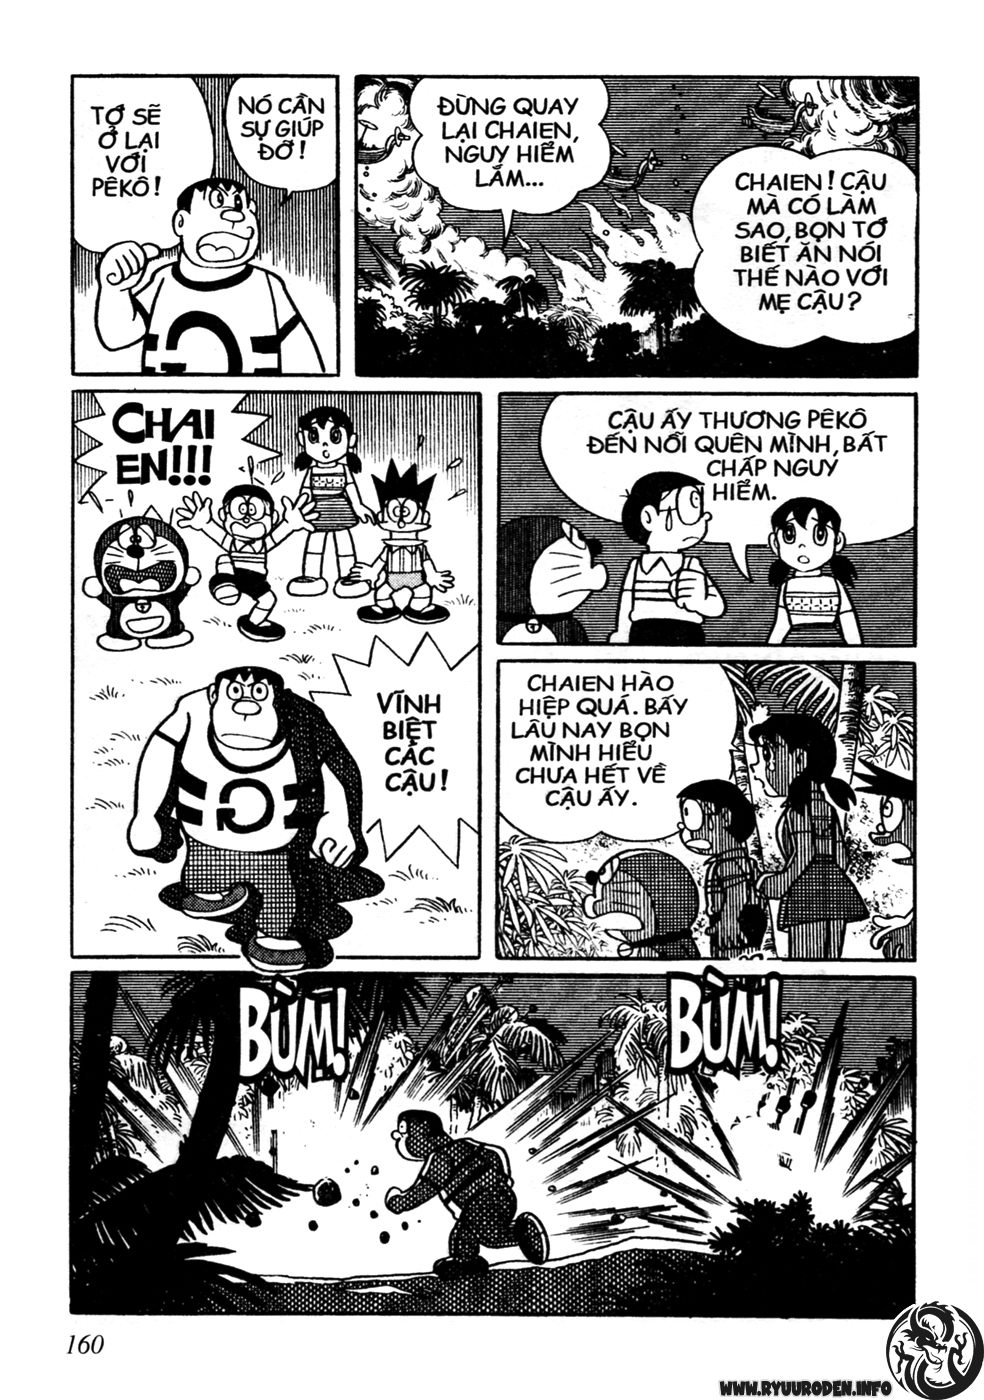 TỚ SẼ
Ở LẠI
VỚI
PÊKÔ!
NÓ CẦN
SỰ GIÚP
ĐỠ!
ĐỪNG QUAY
LẠI CHAIEN,
NGUY HIỂM
LẮM...
CHAIEN! CẬU
MÀ CÓ LÀM
SAO, BỌN TỚ
BIẾT ĂN NÓI
THẾ NÀO VỚI
MẸ CẬU?
CHAI
EN!!!
VĨNH
BIỆT
CÁC
CẬU!
G
CẬU ẤY THƯƠNG PÊKÔ
ĐẾN NỖI QUÊN MÌNH, BẤT
CHẤP NGUY
HIỂM.
CHAIEN HÀO
HIỆP QUÁ. BẤY
LÂU NAY BỌN
MÌNH HIỂU
CHƯA HẾT VỀ
CẬU ẤY.
BÙM!
BÙM!
160
WWW.RYUURODEN.INFO